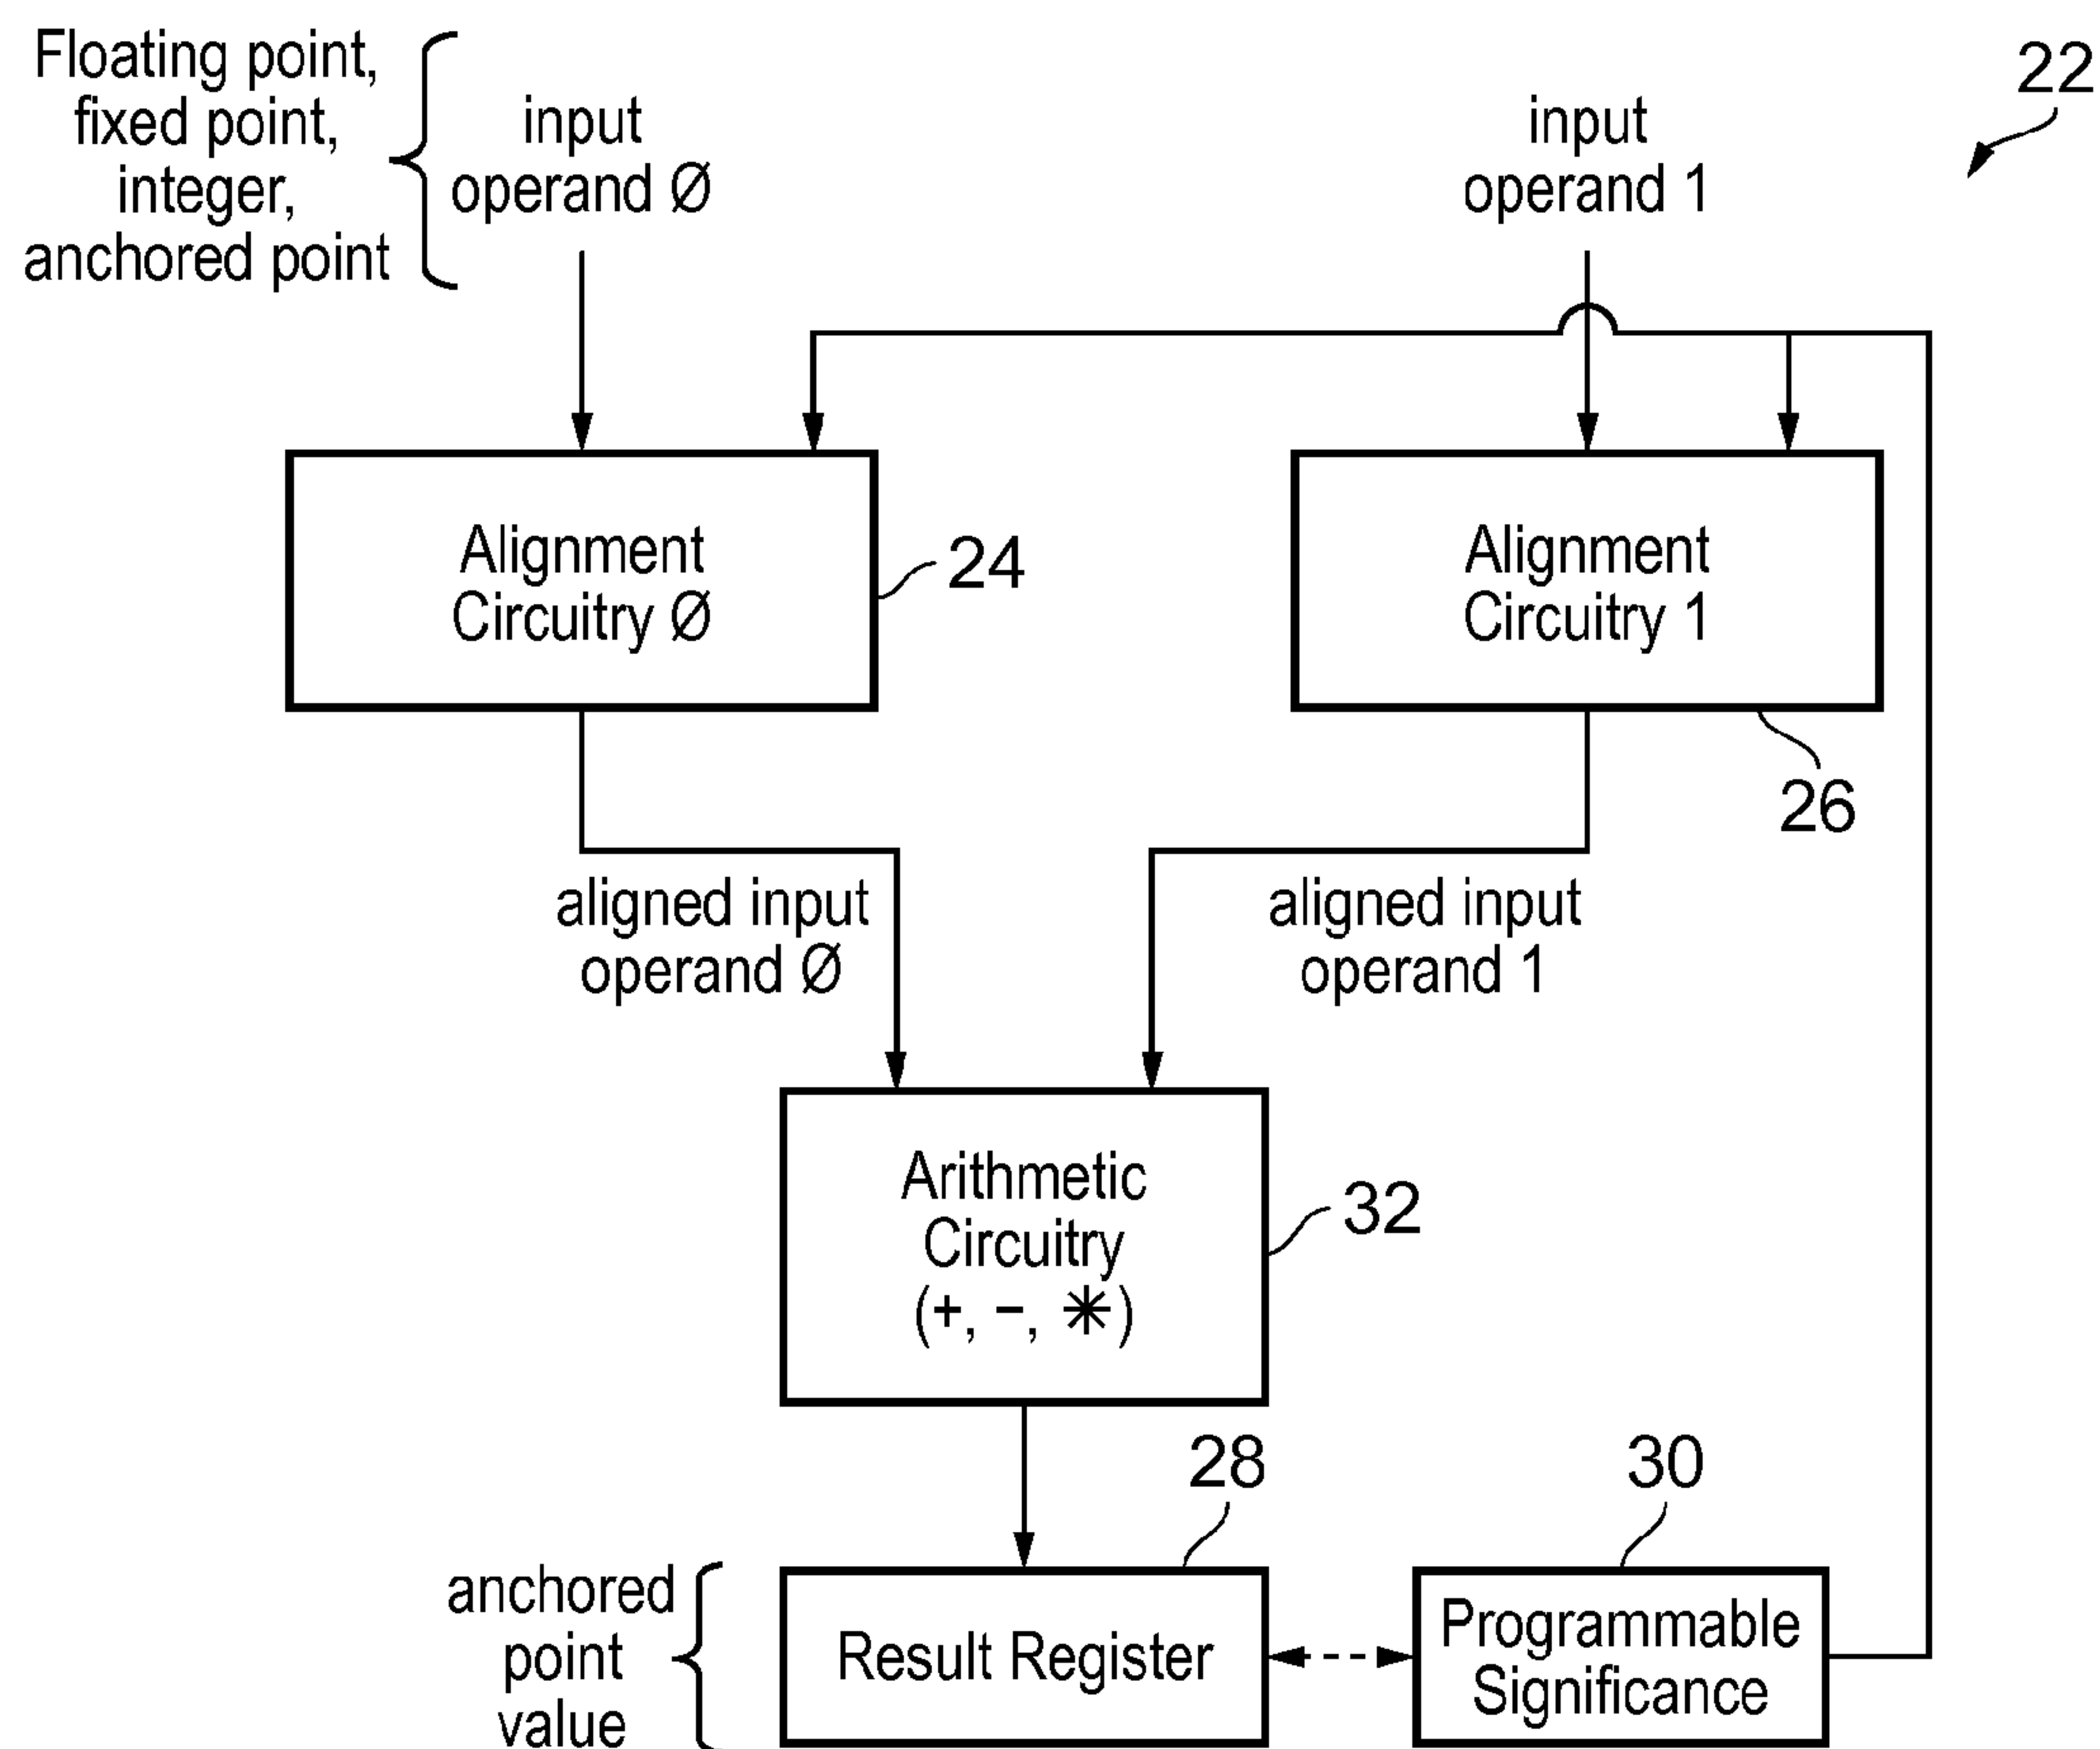 Floating point,
fixed point,
integer,
anchored point
input
operand Ø
input
operand 1
22
Alignment
Circuitry Ø
24
Alignment
Circuitry 1
26
aligned input
operand Ø
aligned input
operand 1
Arithmetic
Circuitry
(+, −, ✳)
32
28
30
anchored
point
value
Result Register
Programmable
Significance